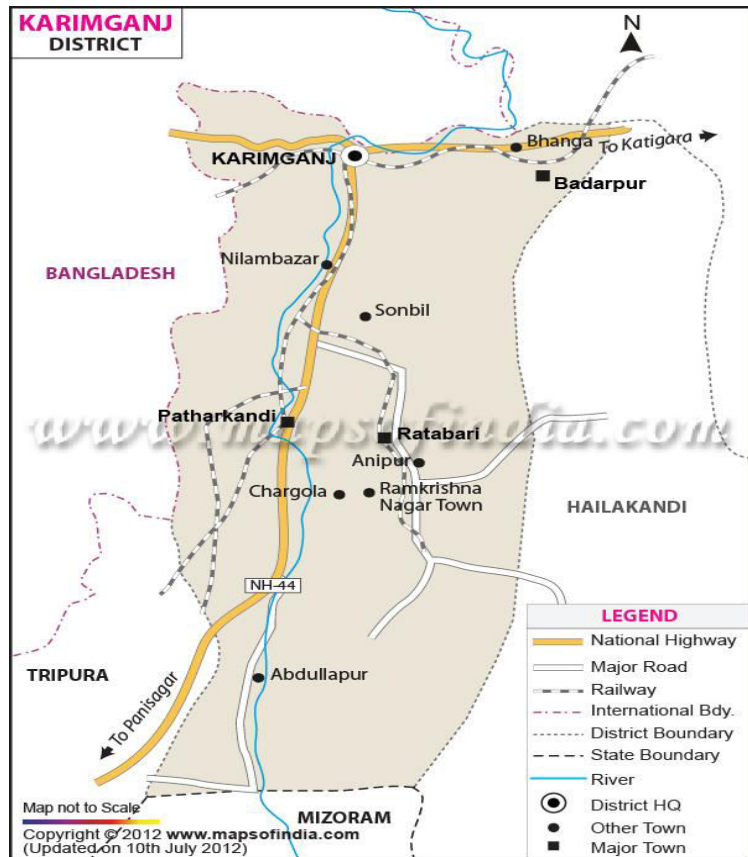 KARIMGANJ
DISTRICT
N
KARIMGANJ
Bhanga
To Katigara
Badarpur
BANGLADESH
Nilambazar
Sonbil
Patharkandi
www.mapsofindia.com
Ratabari
Anipur
Chargola
Ramkrishna
Nagar Town
HAILAKANDI
NH-44
TRIPURA
Abdullapur
To Panisagar
MIZORAM
LEGEND
National Highway
Major Road
Railway
International Bdy.
District Boundary
State Boundary
River
District HQ
Other Town
Major Town
Map not to Scale
Copyright © 2012 www.mapsofindia.com
(Updated on 10th July 2012)